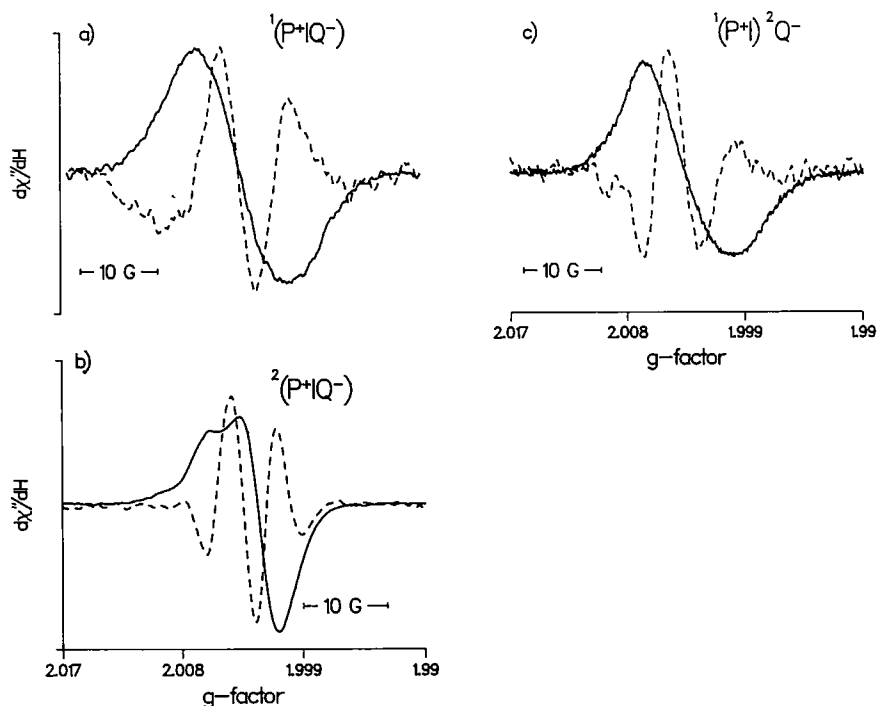 a)
¹(P⁺IQ⁻)
dχ″/dH
⊢ 10 G ⊣
b)
²(P⁺IQ⁻)
dχ″/dH
⊢ 10 G ⊣
2.017 2.008 1.999 1.99
g-factor
c)
¹(P⁺I) ²Q⁻
⊢ 10 G ⊣
2.017 2.008 1.999 1.99
g-factor